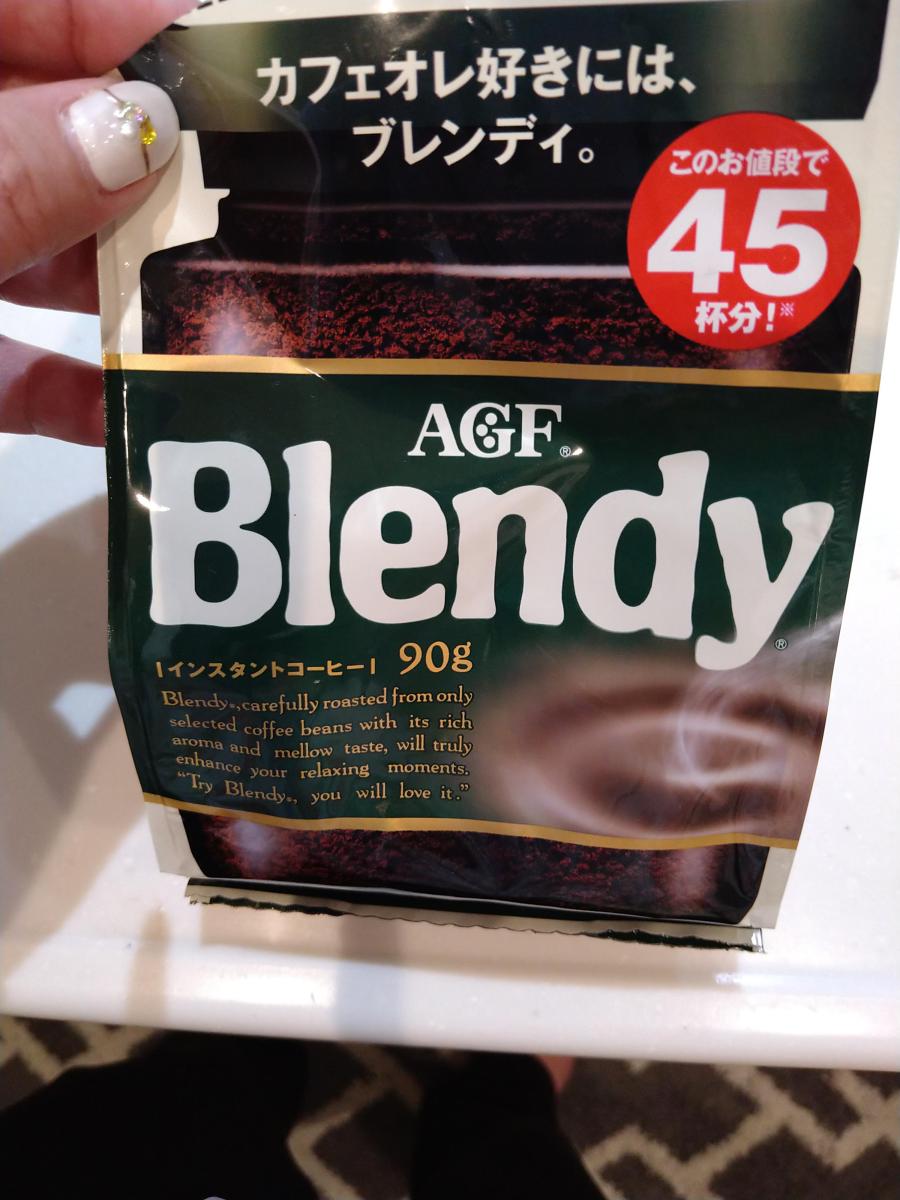 カフェオレ好きには、
ブレンディ。
このお値段で
45
杯分!※
AGF®
Blendy®
インスタントコーヒー 90g
Blendy®, carefully roasted from only
selected coffee beans with its rich
aroma and mellow taste, will truly
enhance your relaxing moments.
“Try Blendy®, you will love it.”